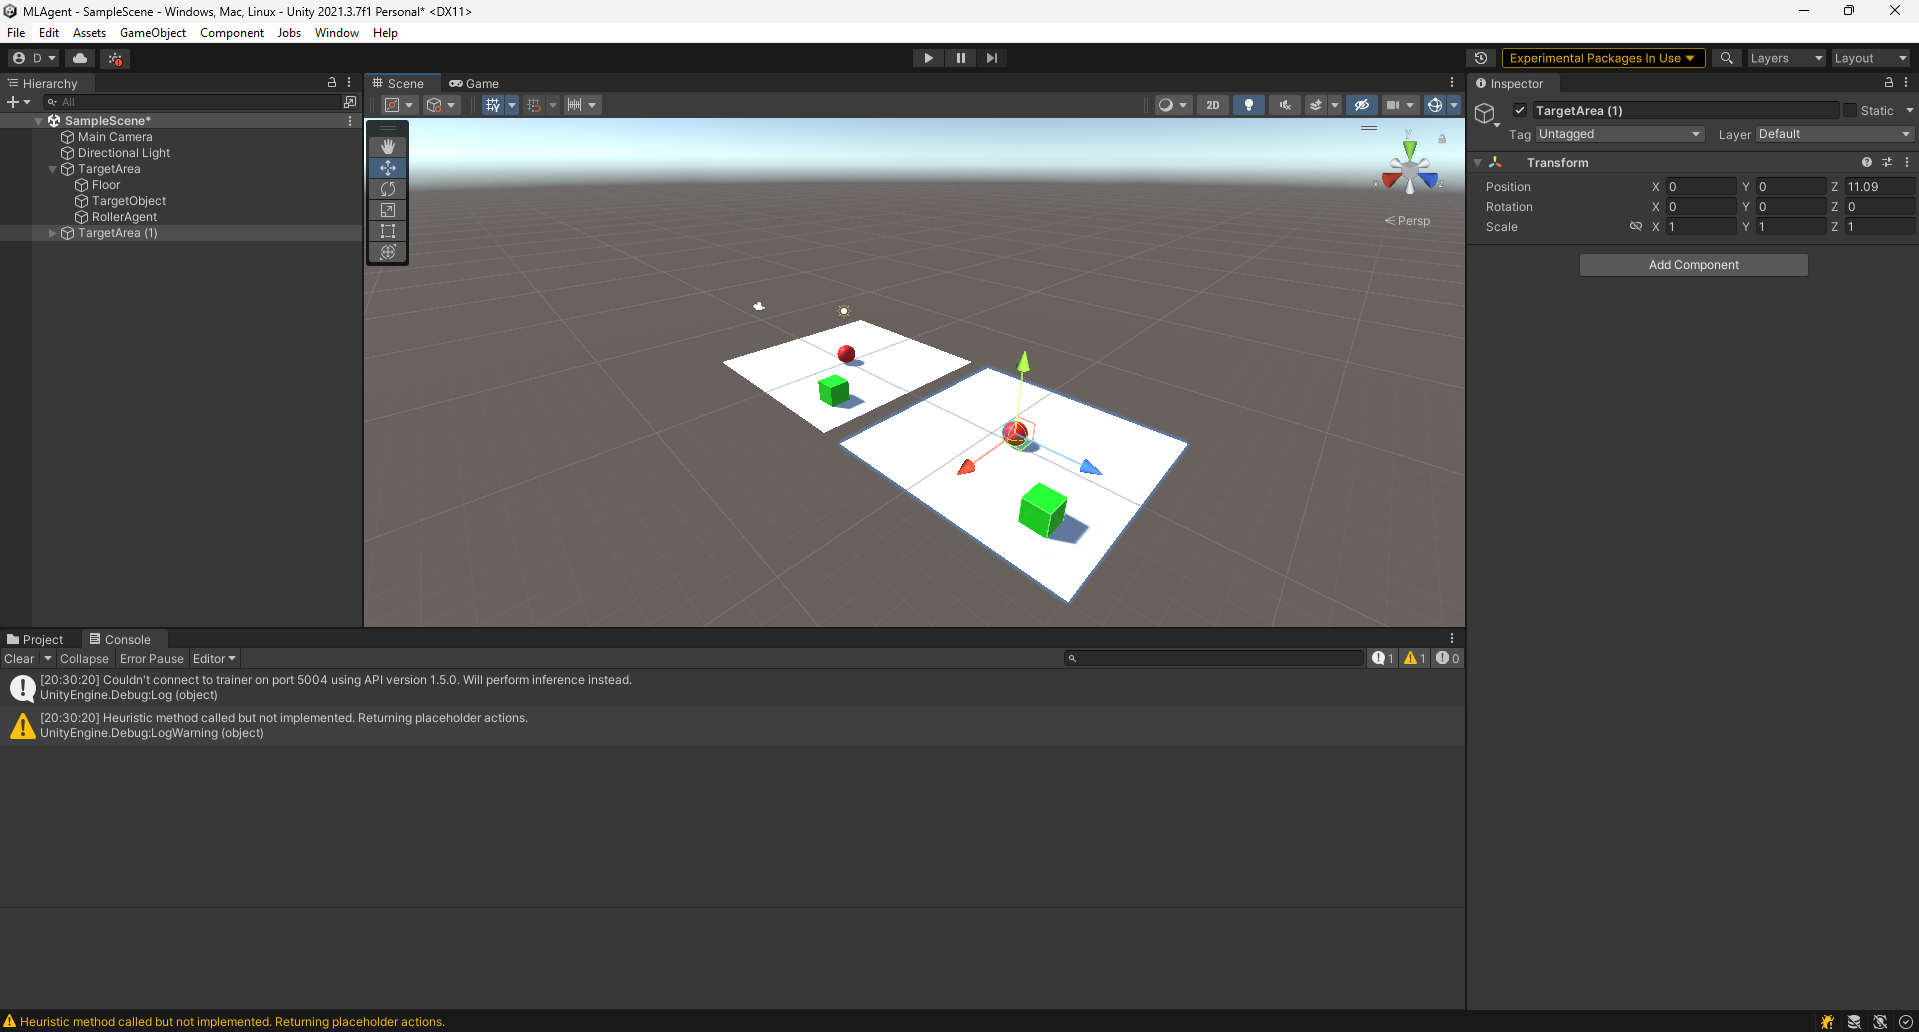 MLAgent - SampleScene - Windows, Mac, Linux - Unity 2021.3.7f1 Personal* <DX11>
File Edit Assets GameObject Component Jobs Window Help
D Experimental Packages In Use Layers Layout
Hierarchy
All
SampleScene*
Main Camera
Directional Light
TargetArea
Floor
TargetObject
RollerAgent
TargetArea (1)
Scene Game
2D
y
x
z
Persp
Inspector
TargetArea (1) Static
Tag Untagged Layer Default
Transform
Position X 0 Y 0 Z 11.09
Rotation X 0 Y 0 Z 0
Scale X 1 Y 1 Z 1
Add Component
Project Console
Clear Collapse Error Pause Editor 1 1 0
[20:30:20] Couldn't connect to trainer on port 5004 using API version 1.5.0. Will perform inference instead.
UnityEngine.Debug:Log (object)
[20:30:20] Heuristic method called but not implemented. Returning placeholder actions.
UnityEngine.Debug:LogWarning (object)
Heuristic method called but not implemented. Returning placeholder actions.